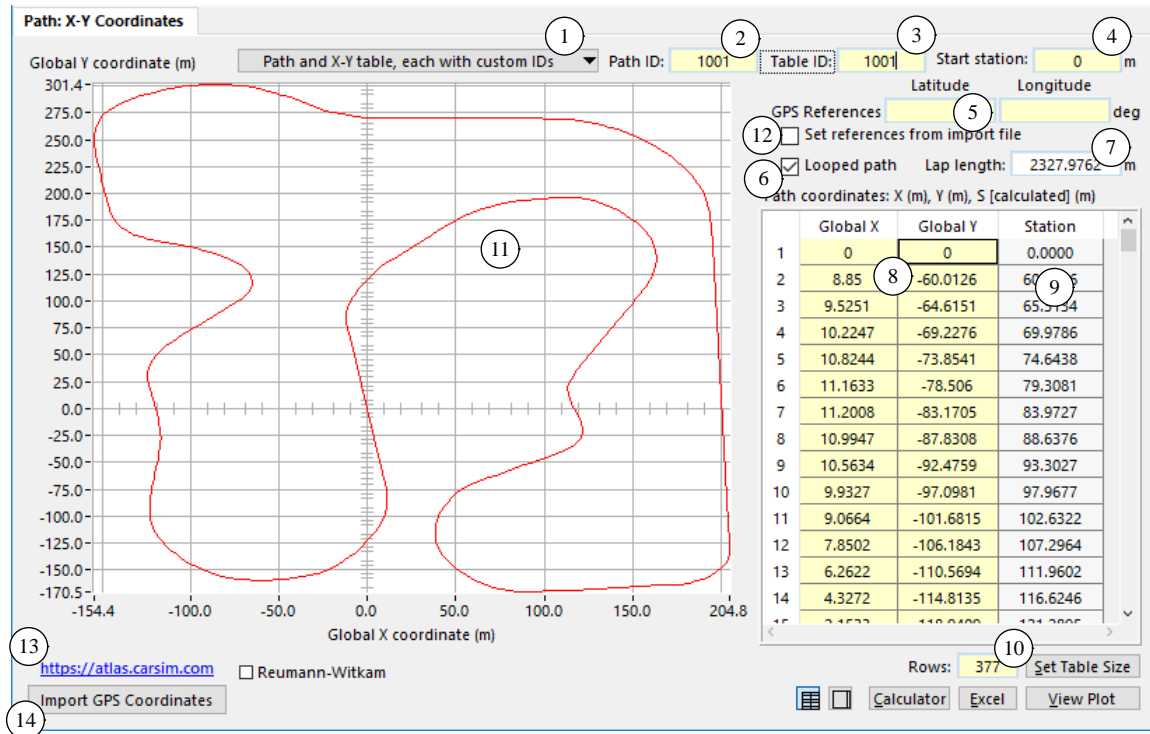 Path: X-Y Coordinates
1 2 3 4
Global Y coordinate (m) Path and X-Y table, each with custom IDs Path ID: 1001 Table ID: 1001 Start station: 0 m
Latitude Longitude
GPS References 5 deg
12 Set references from import file
6 Looped path Lap length: 2327.9762 m 7
Path coordinates: X (m), Y (m), S [calculated] (m)
Global X Global Y Station
1 0 0 0.0000
2 8.85 -60.0126
8 9
3 9.5251 -64.6151
4 10.2247 -69.2276 69.9786
5 10.8244 -73.8541 74.6438
6 11.1633 -78.506 79.3081
7 11.2008 -83.1705 83.9727
8 10.9947 -87.8308 88.6376
9 10.5634 -92.4759 93.3027
10 9.9327 -97.0981 97.9677
11 9.0664 -101.6815 102.6322
12 7.8502 -106.1843 107.2964
13 6.2622 -110.5694 111.9602
14 4.3272 -114.8135 116.6246
15
301.4
275.0
250.0
225.0
200.0
175.0
150.0
125.0
100.0
75.0
50.0
25.0
0.0
-25.0
-50.0
-75.0
-100.0
-125.0
-150.0
-170.5
11
-154.4 -100.0 -50.0 0.0 50.0 100.0 150.0 204.8
Global X coordinate (m)
13
https://atlas.carsim.com Reumann-Witkam
Import GPS Coordinates
14
10
Rows: 377 Set Table Size
Calculator Excel View Plot